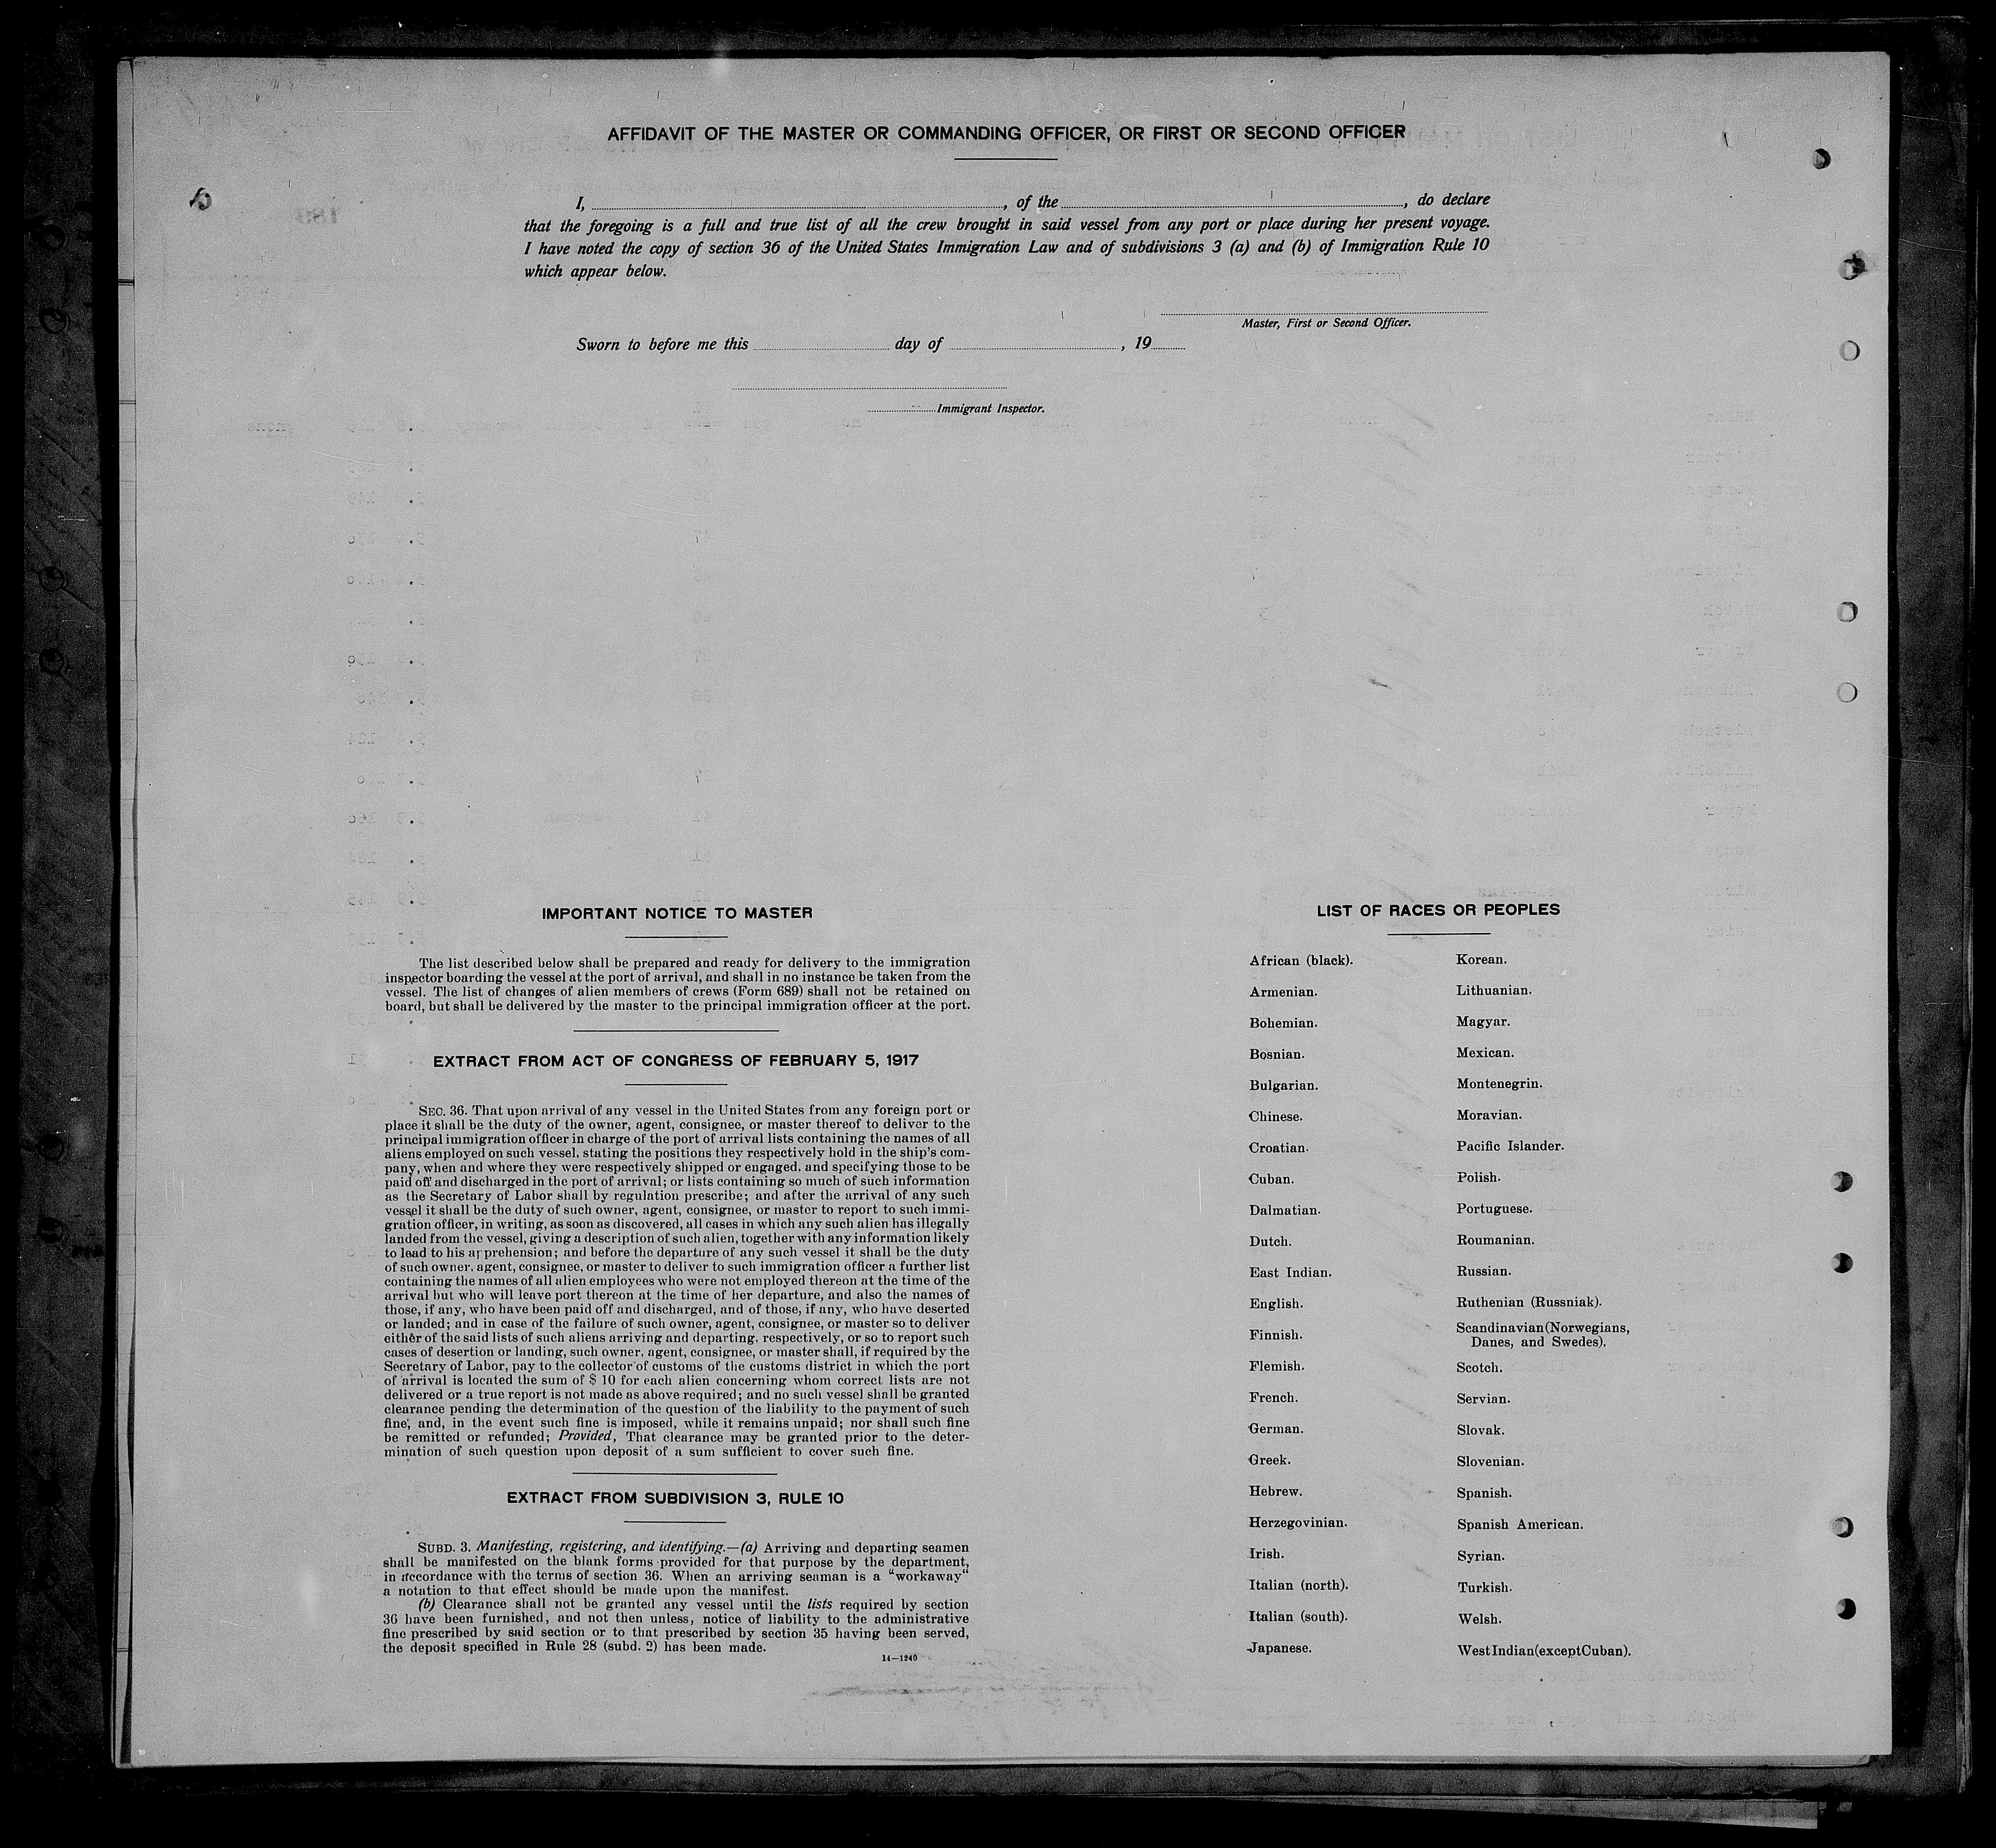 AFFIDAVIT OF THE MASTER OR COMMANDING OFFICER, OR FIRST OR SECOND OFFICER
I, , of the , do declare
that the foregoing is a full and true list of all the crew brought in said vessel from any port or place during her present voyage.
I have noted the copy of section 36 of the United States Immigration Law and of subdivisions 3 (a) and (b) of Immigration Rule 10
which appear below.
Master, First or Second Officer.
Sworn to before me this day of , 19
Immigrant Inspector.
IMPORTANT NOTICE TO MASTER
The list described below shall be prepared and ready for delivery to the immigration
inspector boarding the vessel at the port of arrival, and shall in no instance be taken from the
vessel. The list of changes of alien members of crews (Form 689) shall not be retained on
board, but shall be delivered by the master to the principal immigration officer at the port.
EXTRACT FROM ACT OF CONGRESS OF FEBRUARY 5, 1917
SEC. 36. That upon arrival of any vessel in the United States from any foreign port or
place it shall be the duty of the owner, agent, consignee, or master thereof to deliver to the
principal immigration officer in charge of the port of arrival lists containing the names of all
aliens employed on such vessel, stating the positions they respectively hold in the ship's com-
pany, when and where they were respectively shipped or engaged, and specifying those to be
paid off and discharged in the port of arrival; or lists containing so much of such information
as the Secretary of Labor shall by regulation prescribe; and after the arrival of any such
vessel it shall be the duty of such owner, agent, consignee, or master to report to such immi-
gration officer, in writing, as soon as discovered, all cases in which any such alien has illegally
landed from the vessel, giving a description of such alien, together with any information likely
to lead to his apprehension; and before the departure of any such vessel it shall be the duty
of such owner, agent, consignee, or master to deliver to such immigration officer a further list
containing the names of all alien employees who were not employed thereon at the time of the
arrival but who will leave port thereon at the time of her departure, and also the names of
those, if any, who have been paid off and discharged, and of those, if any, who have deserted
or landed; and in case of the failure of such owner, agent, consignee, or master so to deliver
either of the said lists of such aliens arriving and departing, respectively, or so to report such
cases of desertion or landing, such owner, agent, consignee, or master shall, if required by the
Secretary of Labor, pay to the collector of customs of the customs district in which the port
of arrival is located the sum of $ 10 for each alien concerning whom correct lists are not
delivered or a true report is not made as above required; and no such vessel shall be granted
clearance pending the determination of the question of the liability to the payment of such
fine, and, in the event such fine is imposed, while it remains unpaid; nor shall such fine
be remitted or refunded; Provided, That clearance may be granted prior to the deter-
mination of such question upon deposit of a sum sufficient to cover such fine.
EXTRACT FROM SUBDIVISION 3, RULE 10
SUBD. 3. Manifesting, registering, and identifying.—(a) Arriving and departing seamen
shall be manifested on the blank forms provided for that purpose by the department,
in accordance with the terms of section 36. When an arriving seaman is a "workaway"
a notation to that effect should be made upon the manifest.
(b) Clearance shall not be granted any vessel until the lists required by section
36 have been furnished, and not then unless, notice of liability to the administrative
fine prescribed by said section or to that prescribed by section 35 having been served,
the deposit specified in Rule 28 (subd. 2) has been made.
14—1240
LIST OF RACES OR PEOPLES
African (black).
Armenian.
Bohemian.
Bosnian.
Bulgarian.
Chinese.
Croatian.
Cuban.
Dalmatian.
Dutch.
East Indian.
English.
Finnish.
Flemish.
French.
German.
Greek.
Hebrew.
Herzegovinian.
Irish.
Italian (north).
Italian (south).
Japanese.
Korean.
Lithuanian.
Magyar.
Mexican.
Montenegrin.
Moravian.
Pacific Islander.
Polish.
Portuguese.
Roumanian.
Russian.
Ruthenian (Russniak).
Scandinavian (Norwegians,
Danes, and Swedes).
Scotch.
Servian.
Slovak.
Slovenian.
Spanish.
Spanish American.
Syrian.
Turkish.
Welsh.
West Indian (except Cuban).